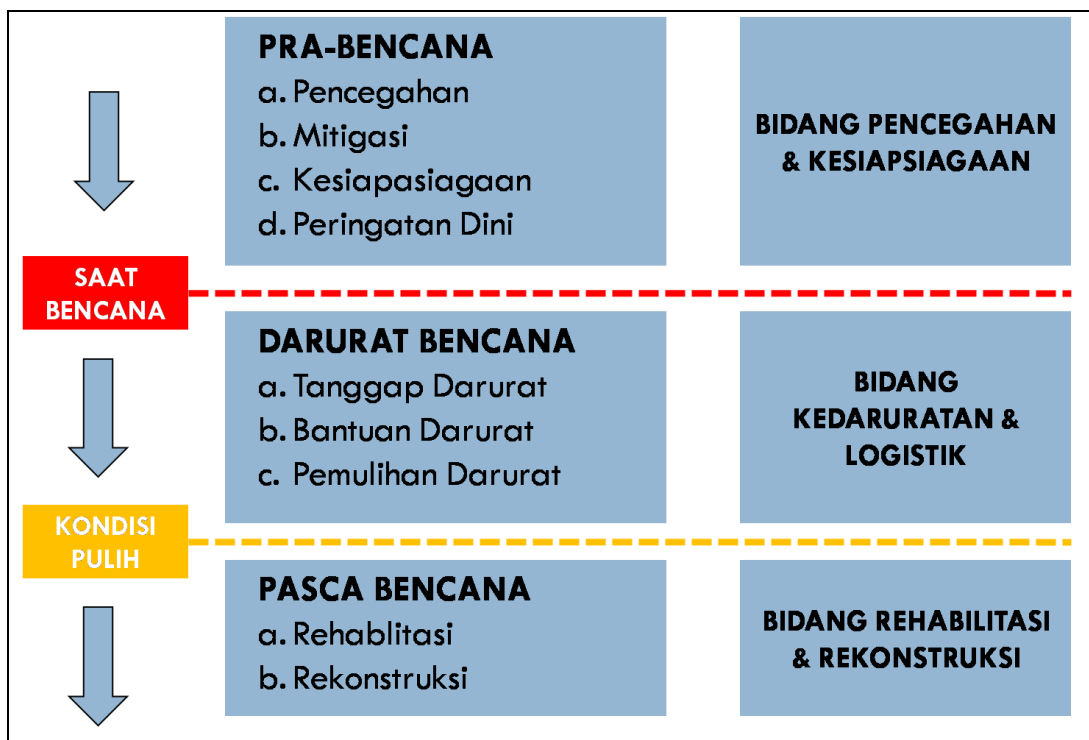 PRA-BENCANA
a. Pencegahan
b. Mitigasi
c. Kesiapasiagaan
d. Peringatan Dini
BIDANG PENCEGAHAN
& KESIAPSIAGAAN
SAAT
BENCANA
DARURAT BENCANA
a. Tanggap Darurat
b. Bantuan Darurat
c. Pemulihan Darurat
BIDANG
KEDARURATAN &
LOGISTIK
KONDISI
PULIH
PASCA BENCANA
a. Rehablitasi
b. Rekonstruksi
BIDANG REHABILITASI
& REKONSTRUKSI